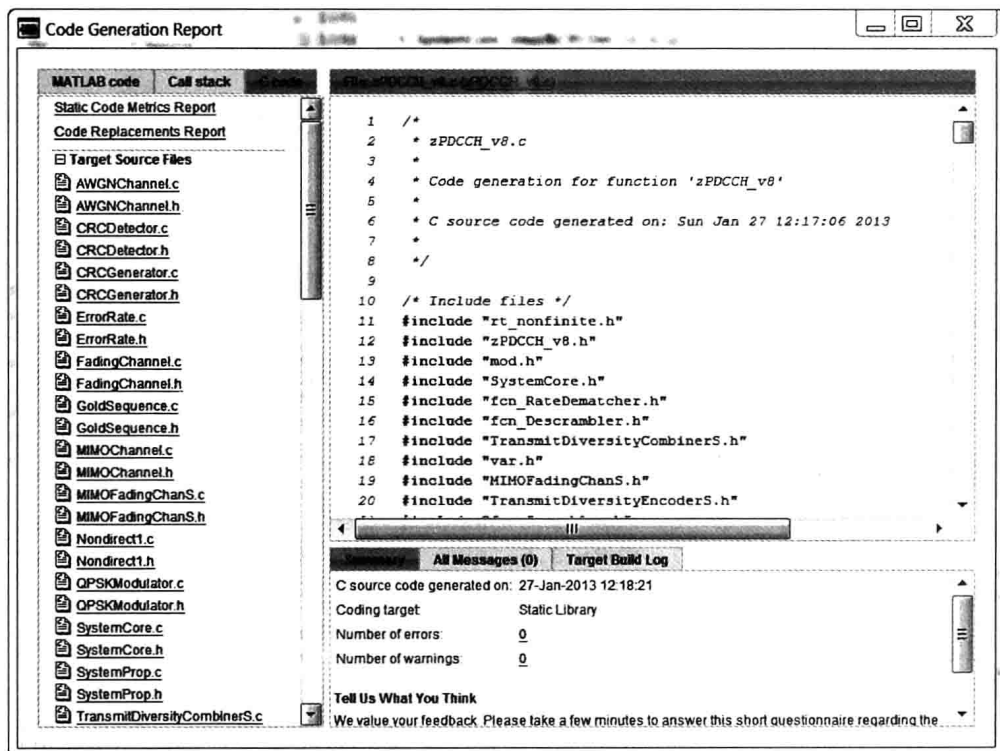 Code Generation Report
MATLAB code
Call stack
C code
Static Code Metrics Report
Code Replacements Report
Target Source Files
AWGNChannel.c
AWGNChannel.h
CRCDetector.c
CRCDetector.h
CRCGenerator.c
CRCGenerator.h
ErrorRate.c
ErrorRate.h
FadingChannel.c
FadingChannel.h
GoldSequence.c
GoldSequence.h
MIMOChannel.c
MIMOChannel.h
MIMOFadingChanS.c
MIMOFadingChanS.h
Nondirect1.c
Nondirect1.h
QPSKModulator.c
QPSKModulator.h
SystemCore.c
SystemCore.h
SystemProp.c
SystemProp.h
TransmitDiversityCombinerS.c
1 /*
2 * zPDCCH_v8.c
3 *
4 * Code generation for function 'zPDCCH_v8'
5 *
6 * C source code generated on: Sun Jan 27 12:17:06 2013
7 *
8 */
9
10 /* Include files */
11 #include "rt_nonfinite.h"
12 #include "zPDCCH_v8.h"
13 #include "mod.h"
14 #include "SystemCore.h"
15 #include "fcn_RateDematcher.h"
16 #include "fcn_Descrambler.h"
17 #include "TransmitDiversityCombinerS.h"
18 #include "var.h"
19 #include "MIMOFadingChanS.h"
20 #include "TransmitDiversityEncoderS.h"
Summary
All Messages (0)
Target Build Log
C source code generated on: 27-Jan-2013 12:18:21
Coding target: Static Library
Number of errors: 0
Number of warnings: 0
Tell Us What You Think
We value your feedback. Please take a few minutes to answer this short questionnaire regarding the